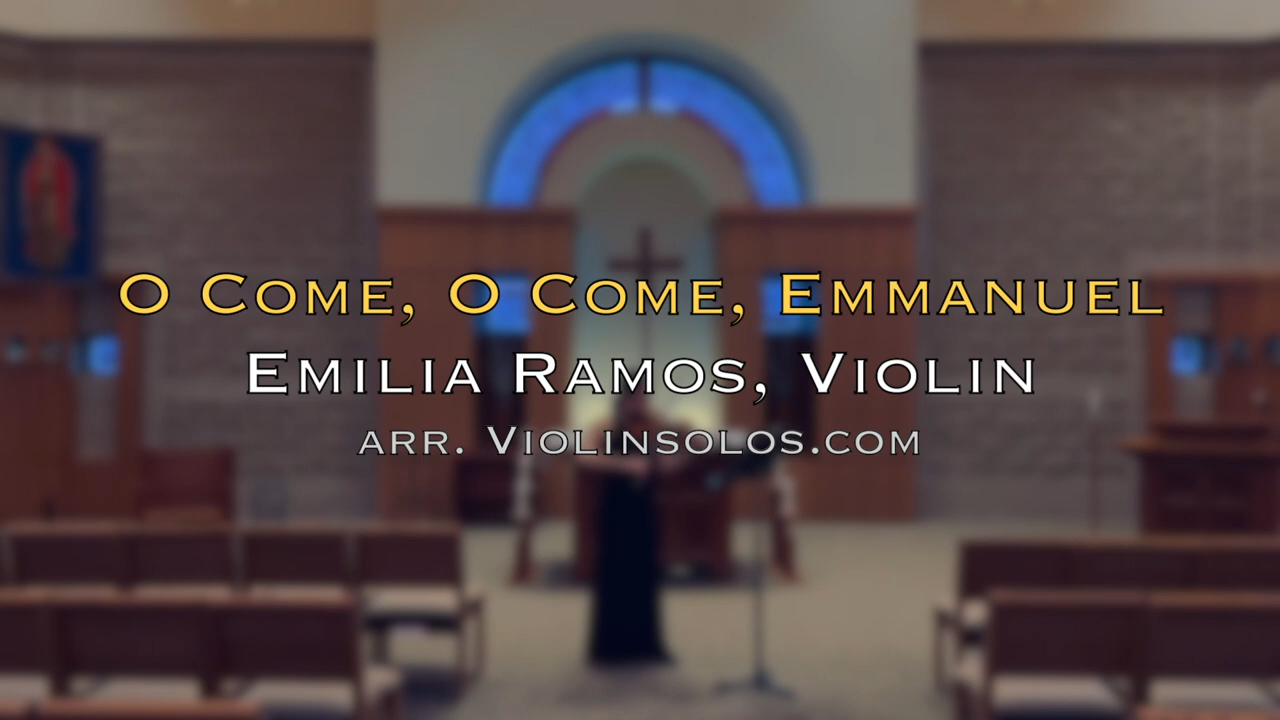 O Come, O Come, Emmanuel
Emilia Ramos, Violin
arr. Violinsolos.com